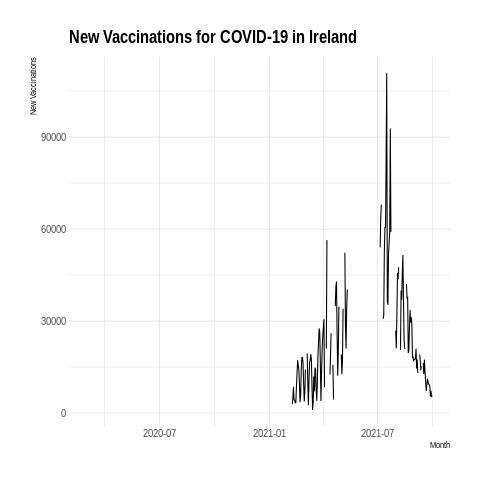 New Vaccinations for COVID-19 in Ireland
New Vaccinations
90000
60000
30000
0
2020-07
2021-01
2021-07
Month